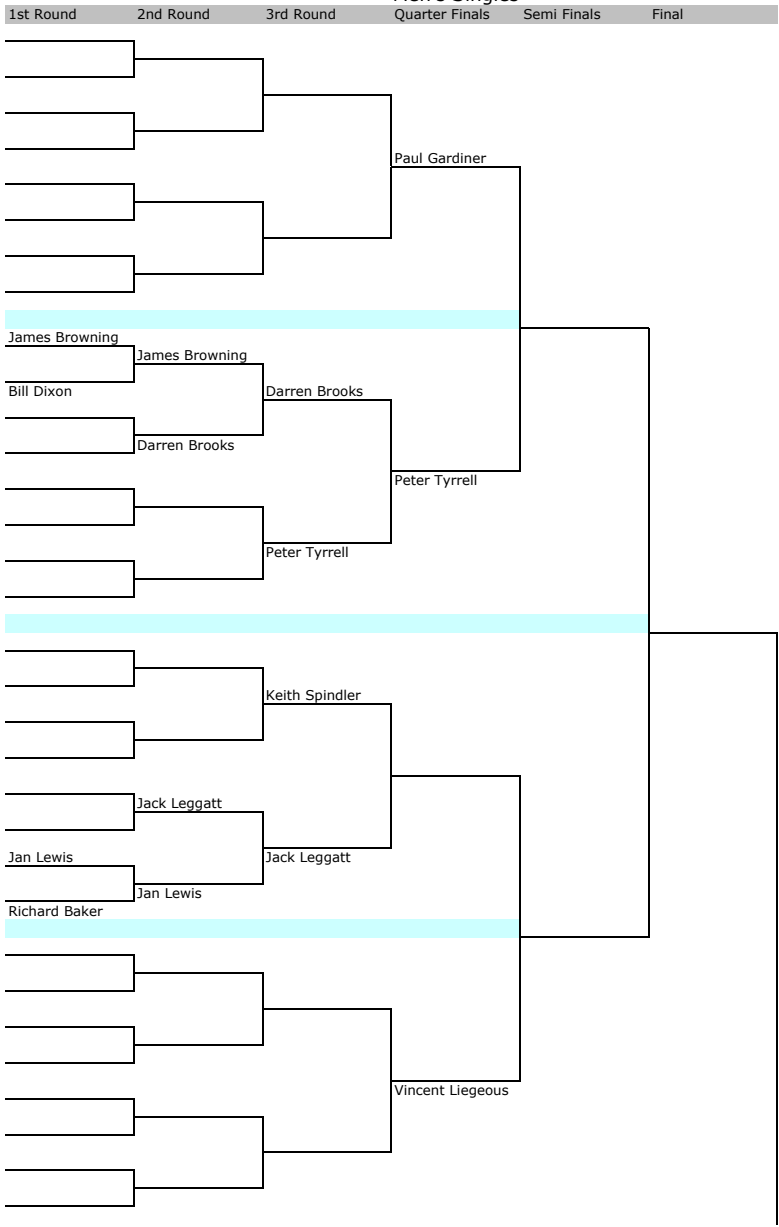 Men's Singles
1st Round 2nd Round 3rd Round Quarter Finals Semi Finals Final
Paul Gardiner
James Browning
James Browning
Bill Dixon
Darren Brooks
Darren Brooks
Peter Tyrrell
Peter Tyrrell
Keith Spindler
Jack Leggatt
Jan Lewis
Jack Leggatt
Jan Lewis
Richard Baker
Vincent Liegeous